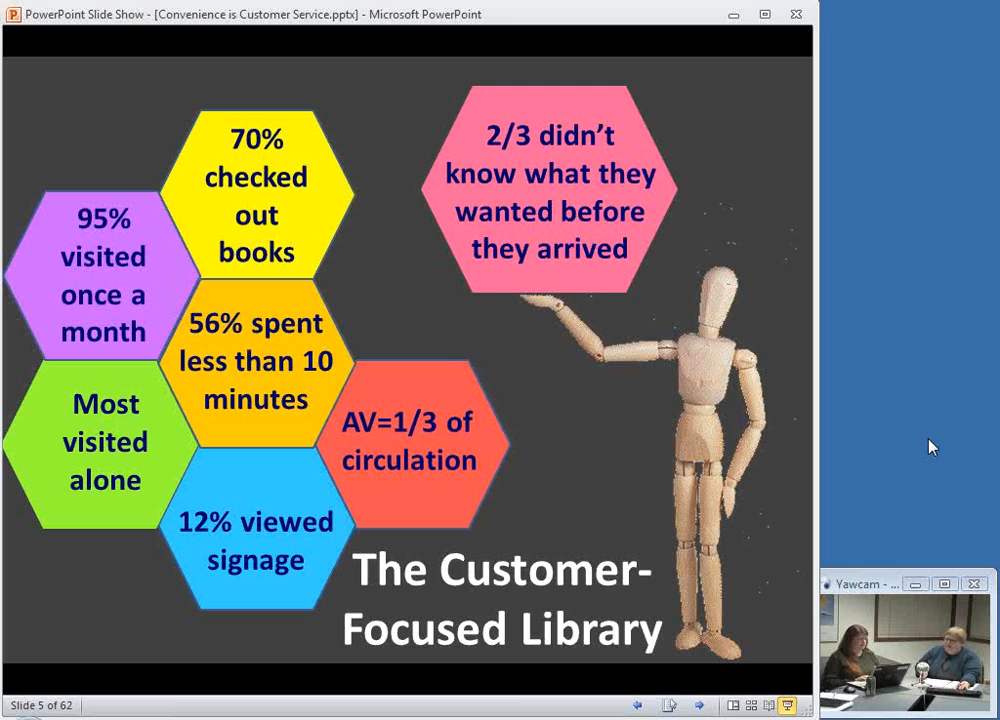 PowerPoint Slide Show - [Convenience is Customer Service.pptx] - Microsoft PowerPoint
70%
checked
out
books
2/3 didn’t
know what they
wanted before
they arrived
95%
visited
once a
month
56% spent
less than 10
minutes
Most
visited
alone
AV=1/3 of
circulation
12% viewed
signage
The Customer-
Focused Library
Yawcam - ...
Slide 5 of 62